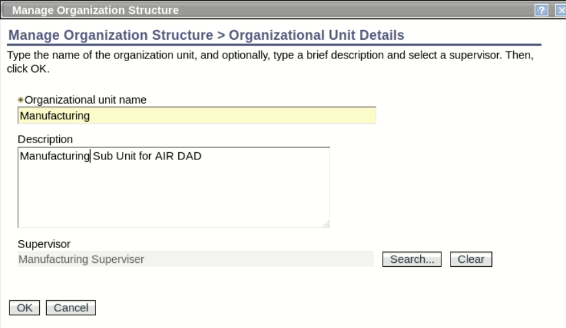 Manage Organization Structure
Manage Organization Structure > Organizational Unit Details
Type the name of the organization unit, and optionally, type a brief description and select a supervisor. Then,
click OK.
*Organizational unit name
Manufacturing
Description
Manufacturing Sub Unit for AIR DAD
Supervisor
Manufacturing Superviser
Search... Clear
OK Cancel